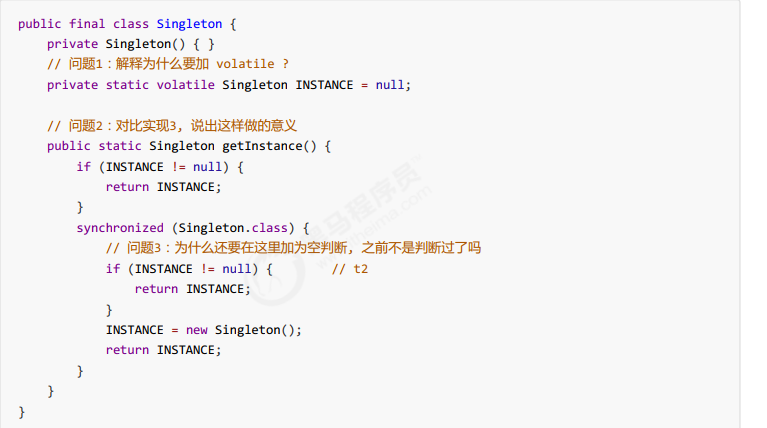 public final class Singleton {
    private Singleton() { }
    // 问题1：解释为什么要加 volatile ?
    private static volatile Singleton INSTANCE = null;
    // 问题2：对比实现3, 说出这样做的意义
    public static Singleton getInstance() {
        if (INSTANCE != null) {
            return INSTANCE;
        }
        synchronized (Singleton.class) {
            // 问题3：为什么还要在这里加为空判断, 之前不是判断过了吗
            if (INSTANCE != null) {        // t2
                return INSTANCE;
            }
            INSTANCE = new Singleton();
            return INSTANCE;
        }
    }
}